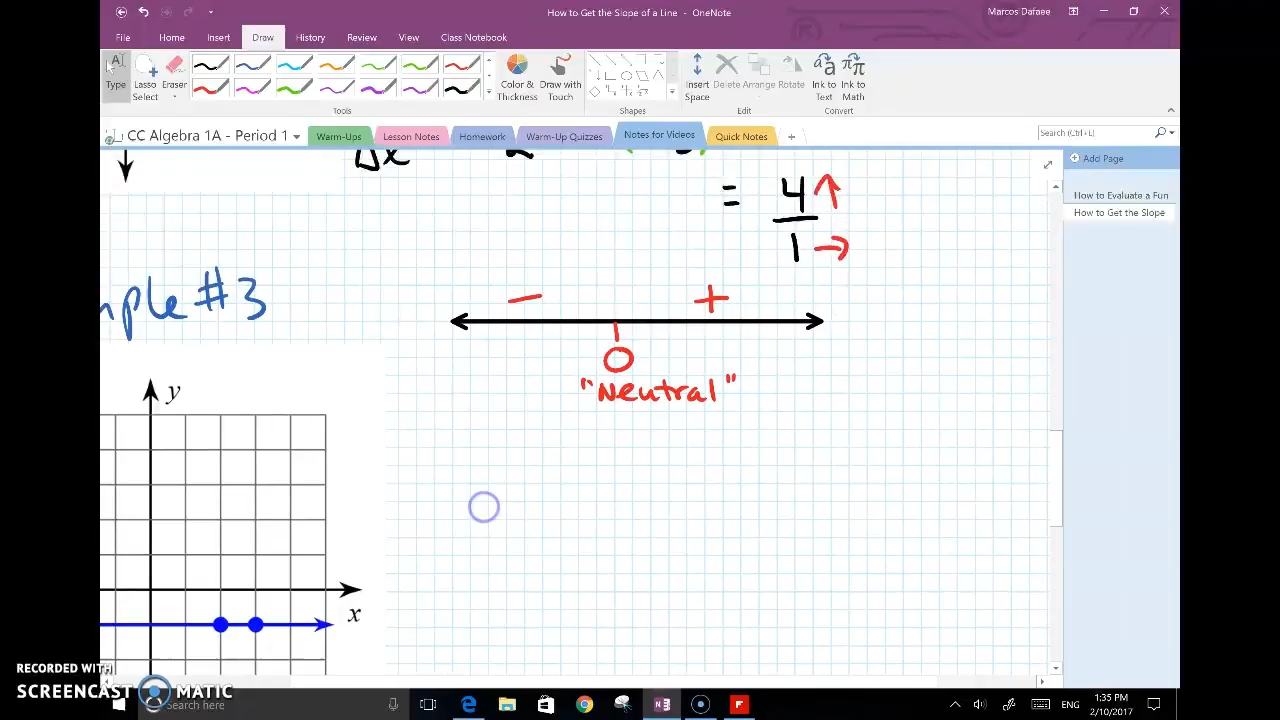 How to Get the Slope of a Line - OneNote
Marcos Dafaee
File Home Insert Draw History Review View Class Notebook
Type
Lasso Select
Eraser
Color & Thickness
Draw with Touch
Insert Space
Delete Arrange Rotate
Ink to Text
Ink to Math
Tools
Shapes
Edit
Convert
CC Algebra 1A - Period 1
Warm-Ups
Lesson Notes
Homework
Warm-Up Quizzes
Notes for Videos
Quick Notes
Search (Ctrl+E)
Add Page
How to Evaluate a Fun
How to Get the Slope
Δx
= 4
1
mple #3
− +
0
"Neutral"
y
x
RECORDED WITH
SCREENCAST MATIC
Search here
ENG
1:35 PM
2/10/2017